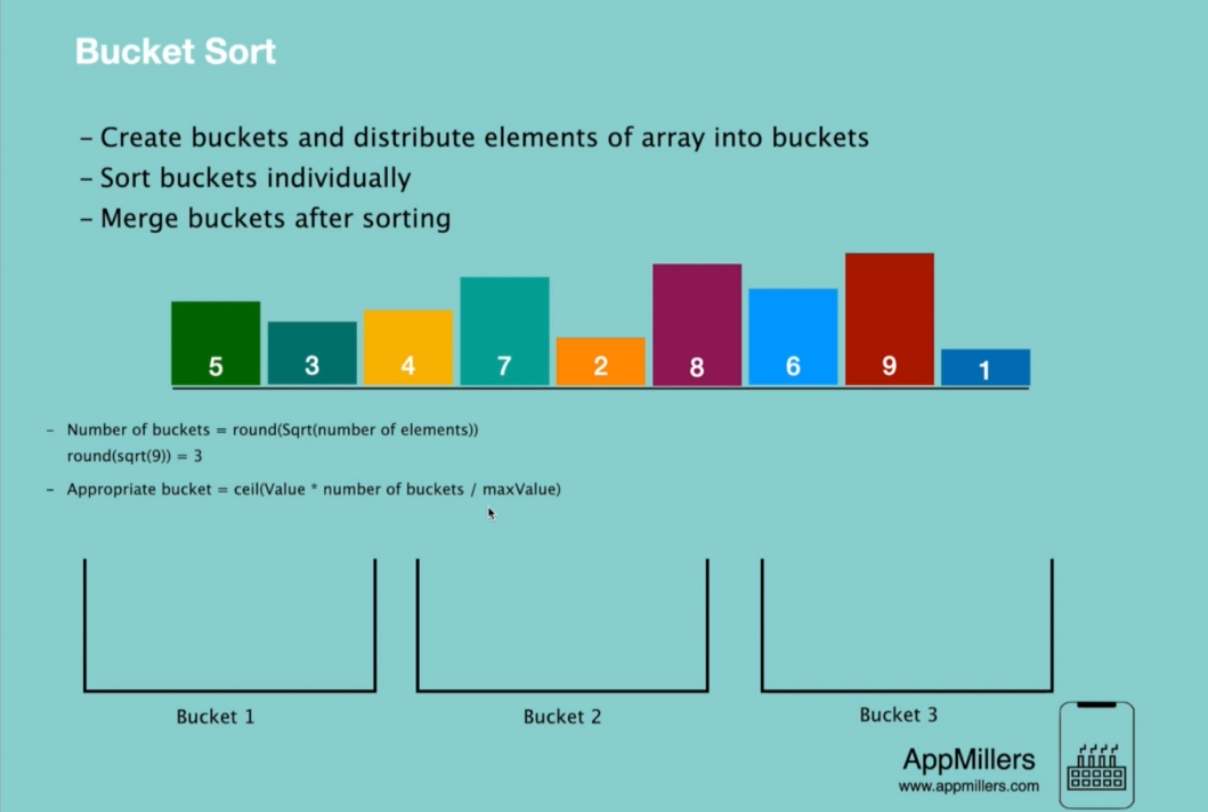 Bucket Sort
– Create buckets and distribute elements of array into buckets
– Sort buckets individually
– Merge buckets after sorting
5 3 4 7 2 8 6 9 1
– Number of buckets = round(Sqrt(number of elements))
round(sqrt(9)) = 3
– Appropriate bucket = ceil(Value * number of buckets / maxValue)
Bucket 1 Bucket 2 Bucket 3
AppMillers
www.appmillers.com